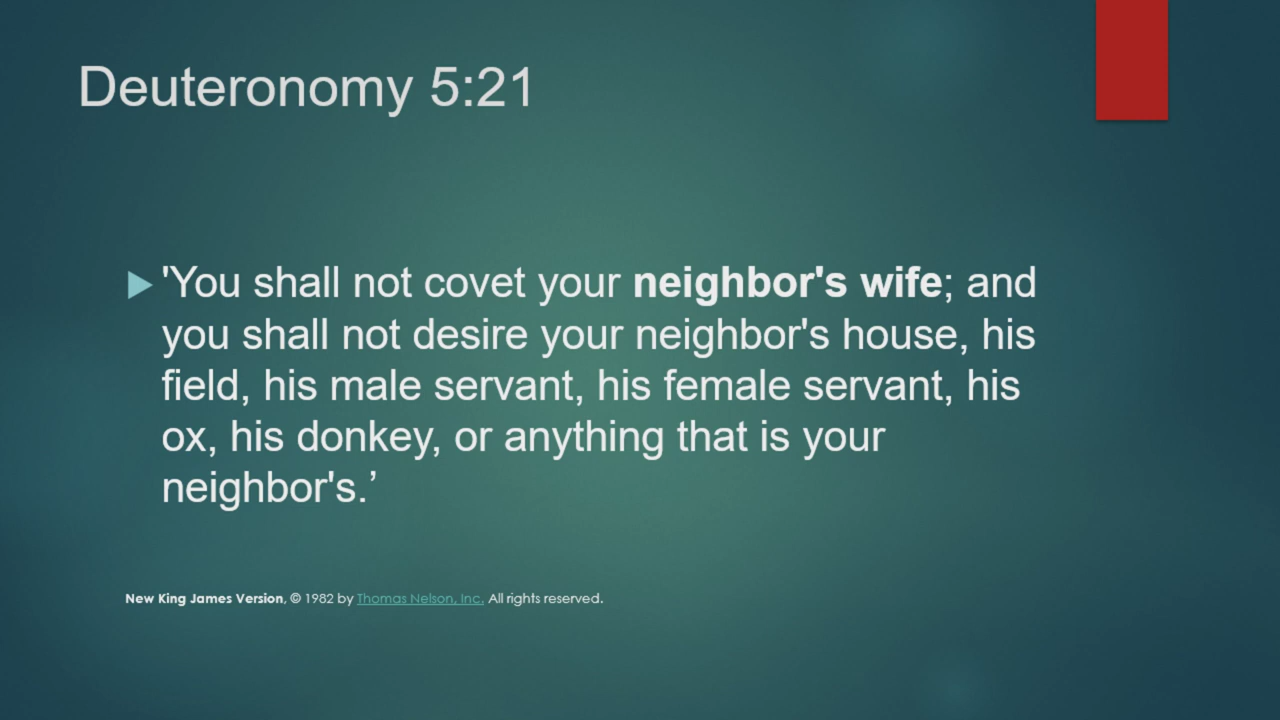 Deuteronomy 5:21
'You shall not covet your neighbor's wife; and
you shall not desire your neighbor's house, his
field, his male servant, his female servant, his
ox, his donkey, or anything that is your
neighbor's.’
New King James Version, © 1982 by Thomas Nelson, Inc. All rights reserved.